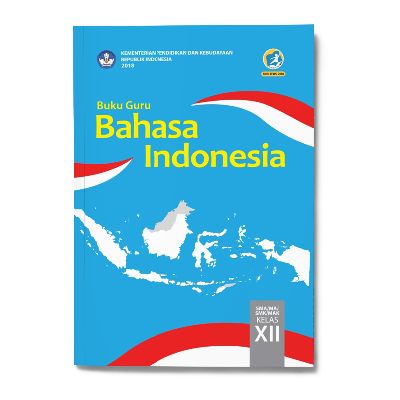 KEMENTERIAN PENDIDIKAN DAN KEBUDAYAAN
REPUBLIK INDONESIA
2018
Buku Guru
Bahasa
Indonesia
SMA/MA/
SMK/MAK
KELAS
XII